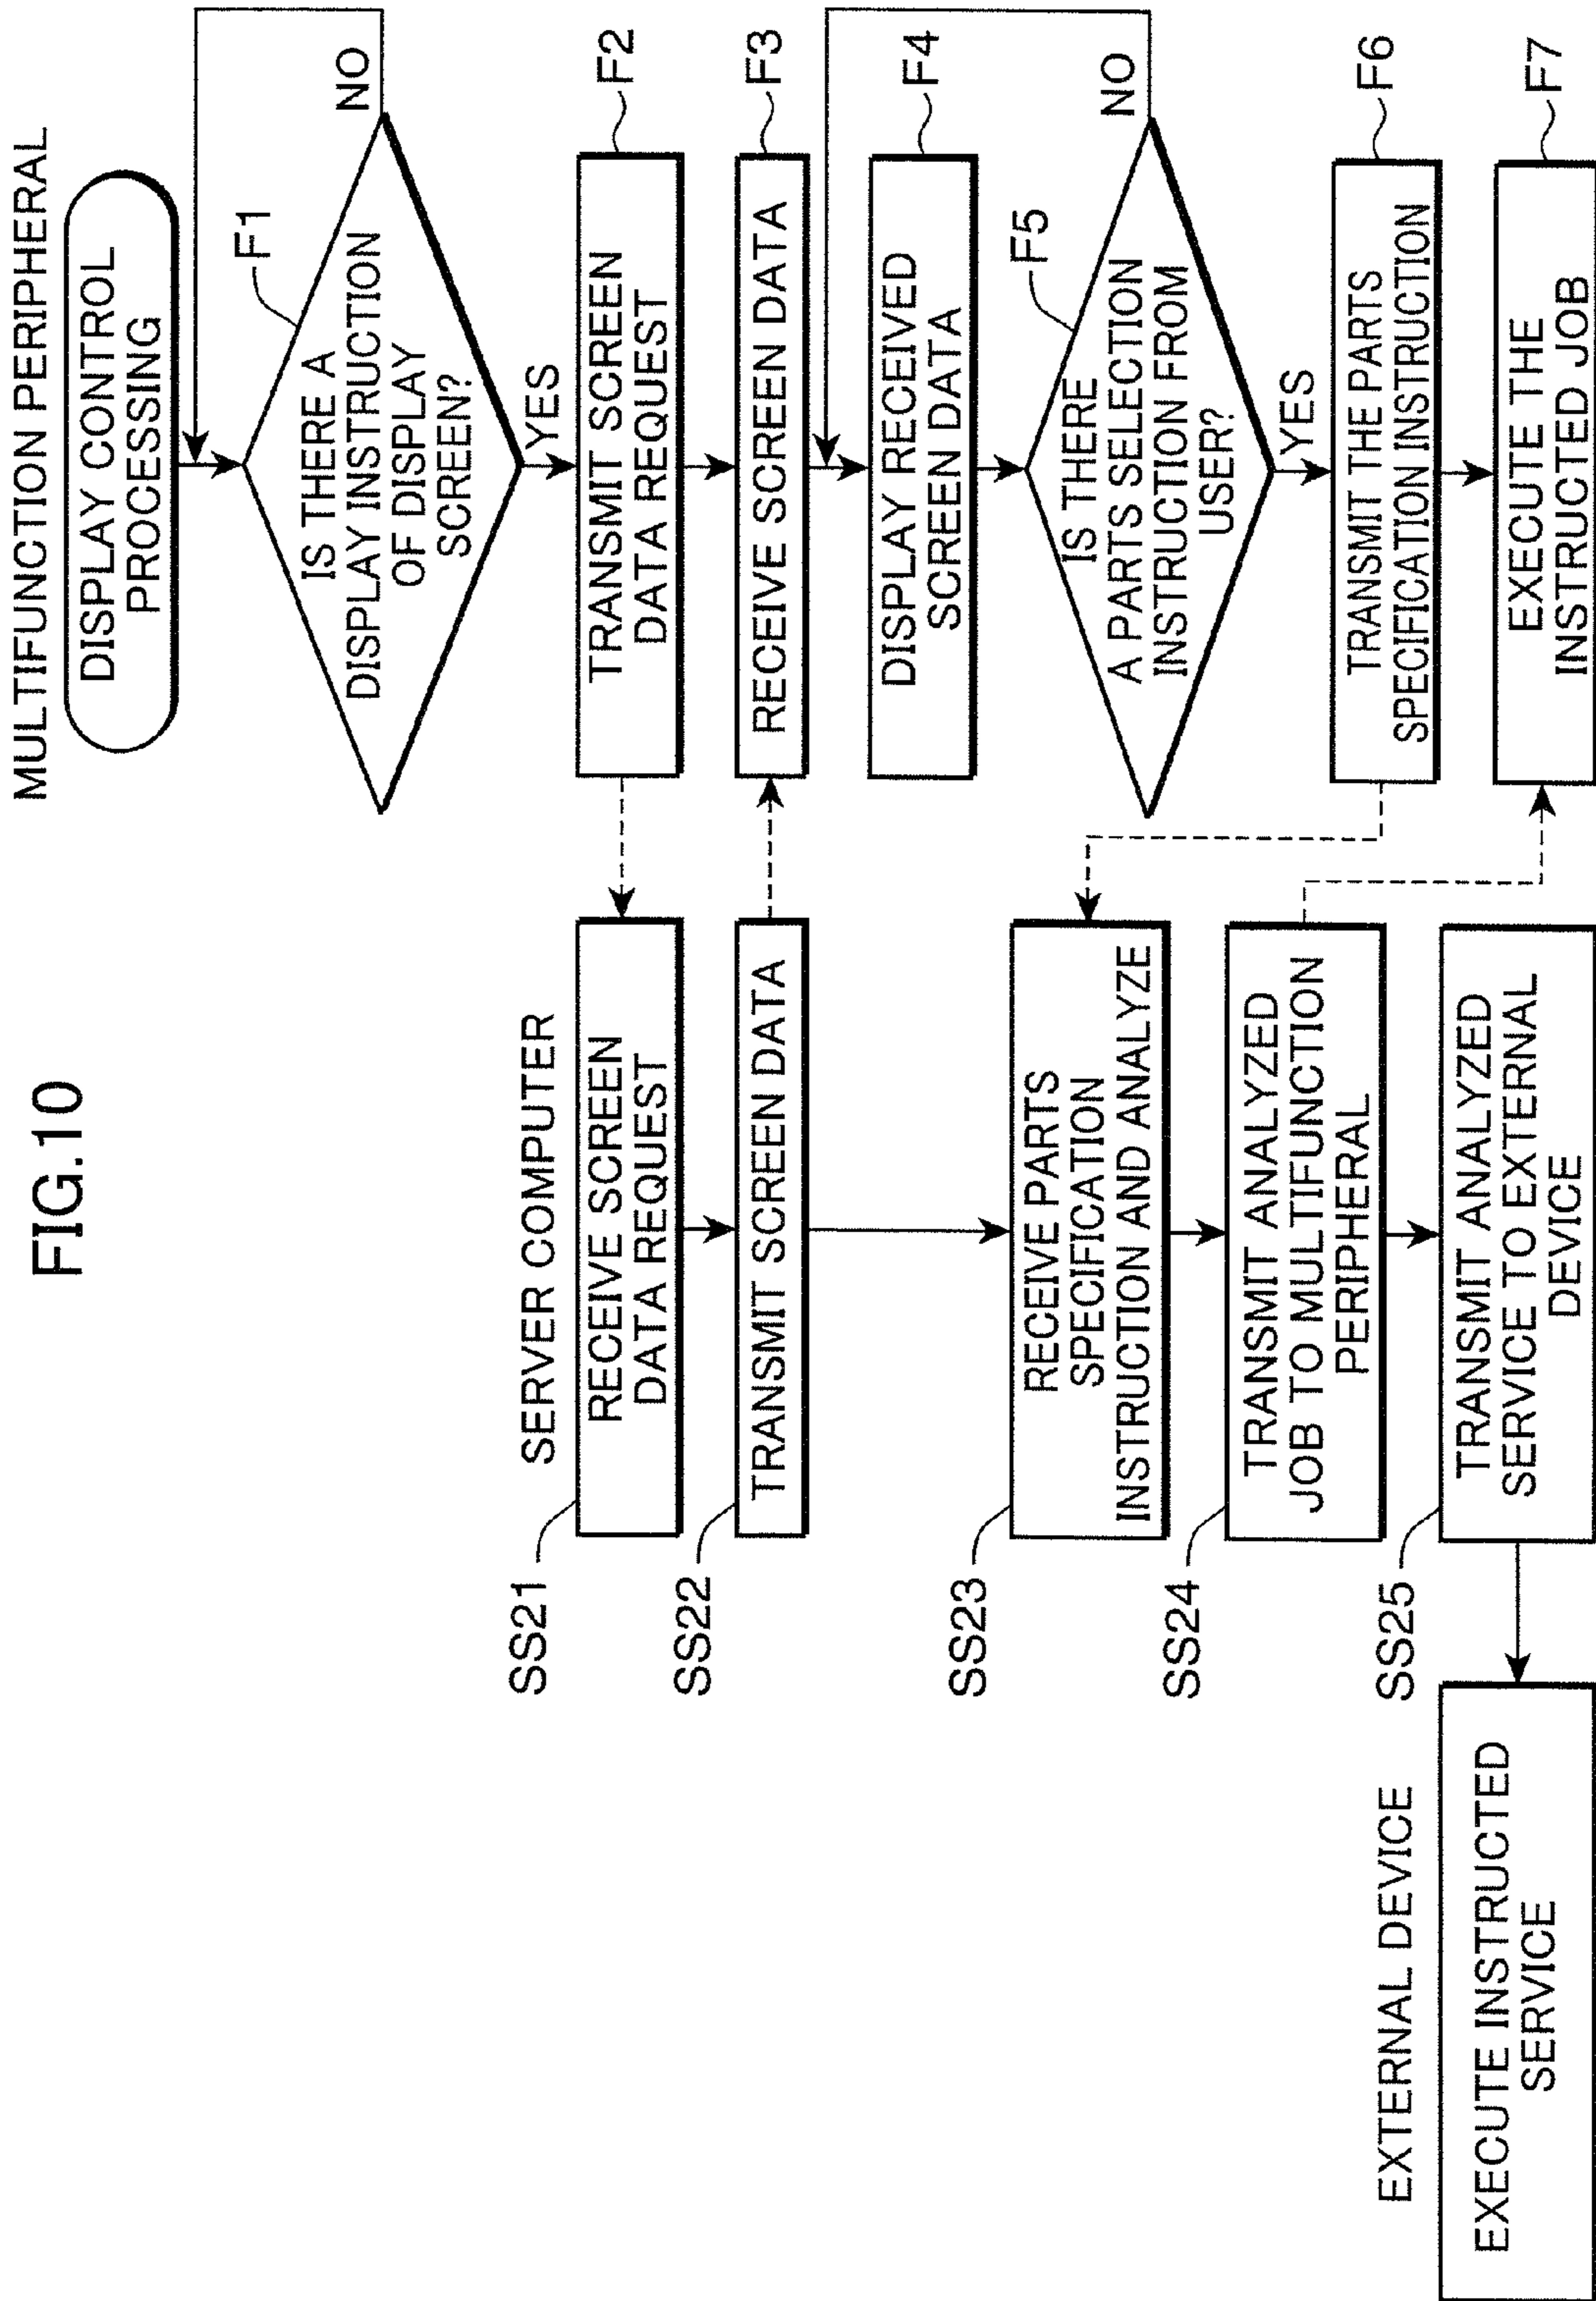 FIG.10
MULTIFUNCTION PERIPHERAL
DISPLAY CONTROL
PROCESSING
F1
IS THERE A
DISPLAY INSTRUCTION
OF DISPLAY
SCREEN?
NO
YES
TRANSMIT SCREEN
DATA REQUEST
F2
RECEIVE SCREEN DATA
F3
DISPLAY RECEIVED
SCREEN DATA
F4
F5
IS THERE
A PARTS SELECTION
INSTRUCTION FROM
USER?
NO
YES
TRANSMIT THE PARTS
SPECIFICATION INSTRUCTION
F6
EXECUTE THE
INSTRUCTED JOB
F7
SERVER COMPUTER
SS21
RECEIVE SCREEN
DATA REQUEST
SS22
TRANSMIT SCREEN DATA
SS23
RECEIVE PARTS
SPECIFICATION
INSTRUCTION AND ANALYZE
SS24
TRANSMIT ANALYZED
JOB TO MULTIFUNCTION
PERIPHERAL
SS25
TRANSMIT ANALYZED
SERVICE TO EXTERNAL
DEVICE
EXTERNAL DEVICE
EXECUTE INSTRUCTED
SERVICE